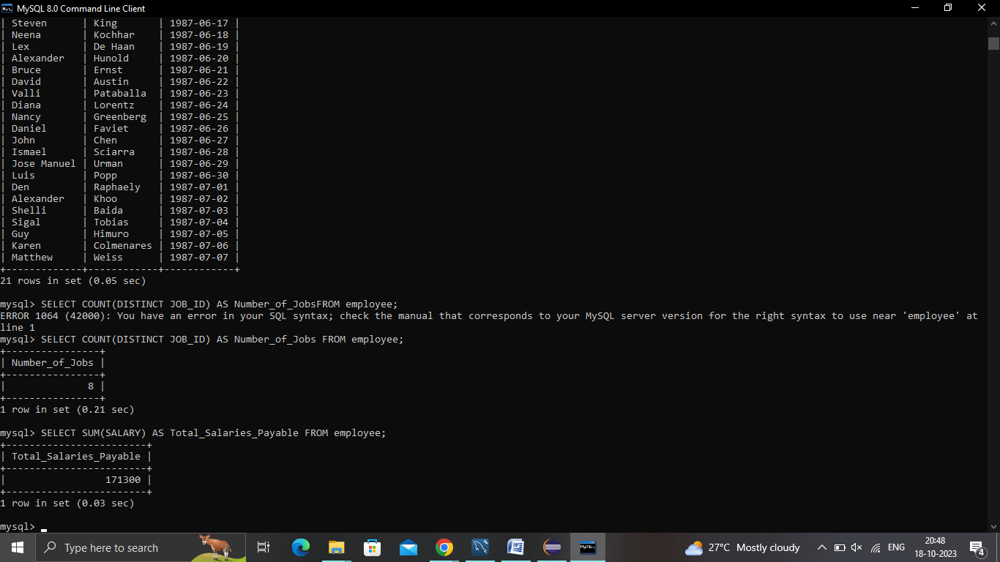 MySQL 8.0 Command Line Client
| Steven      | King       | 1987-06-17 |
| Neena       | Kochhar    | 1987-06-18 |
| Lex         | De Haan    | 1987-06-19 |
| Alexander   | Hunold     | 1987-06-20 |
| Bruce       | Ernst      | 1987-06-21 |
| David       | Austin     | 1987-06-22 |
| Valli       | Pataballa  | 1987-06-23 |
| Diana       | Lorentz    | 1987-06-24 |
| Nancy       | Greenberg  | 1987-06-25 |
| Daniel      | Faviet     | 1987-06-26 |
| John        | Chen       | 1987-06-27 |
| Ismael      | Sciarra    | 1987-06-28 |
| Jose Manuel | Urman      | 1987-06-29 |
| Luis        | Popp       | 1987-06-30 |
| Den         | Raphaely   | 1987-07-01 |
| Alexander   | Khoo       | 1987-07-02 |
| Shelli      | Baida      | 1987-07-03 |
| Sigal       | Tobias     | 1987-07-04 |
| Guy         | Himuro     | 1987-07-05 |
| Karen       | Colmenares | 1987-07-06 |
| Matthew     | Weiss      | 1987-07-07 |
+-------------+------------+------------+
21 rows in set (0.05 sec)
mysql> SELECT COUNT(DISTINCT JOB_ID) AS Number_of_JobsFROM employee;
ERROR 1064 (42000): You have an error in your SQL syntax; check the manual that corresponds to your MySQL server version for the right syntax to use near 'employee' at
line 1
mysql> SELECT COUNT(DISTINCT JOB_ID) AS Number_of_Jobs FROM employee;
+----------------+
| Number_of_Jobs |
+----------------+
|              8 |
+----------------+
1 row in set (0.21 sec)
mysql> SELECT SUM(SALARY) AS Total_Salaries_Payable FROM employee;
+------------------------+
| Total_Salaries_Payable |
+------------------------+
|                 171300 |
+------------------------+
1 row in set (0.03 sec)
mysql> _
Type here to search
27°C Mostly cloudy
ENG
20:48
18-10-2023
4